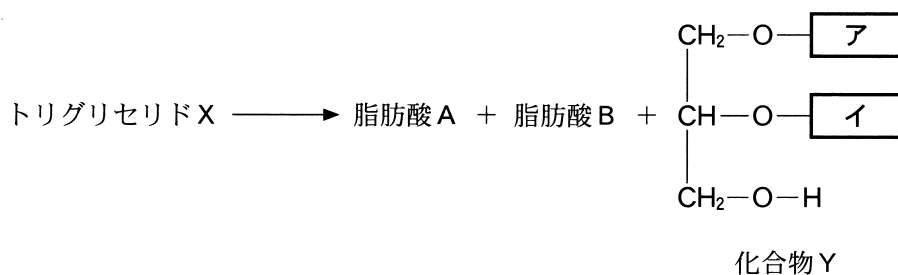 CH2-O-ア
トリグリセリドX → 脂肪酸A + 脂肪酸B + CH-O-イ
CH2-O-H
化合物Y